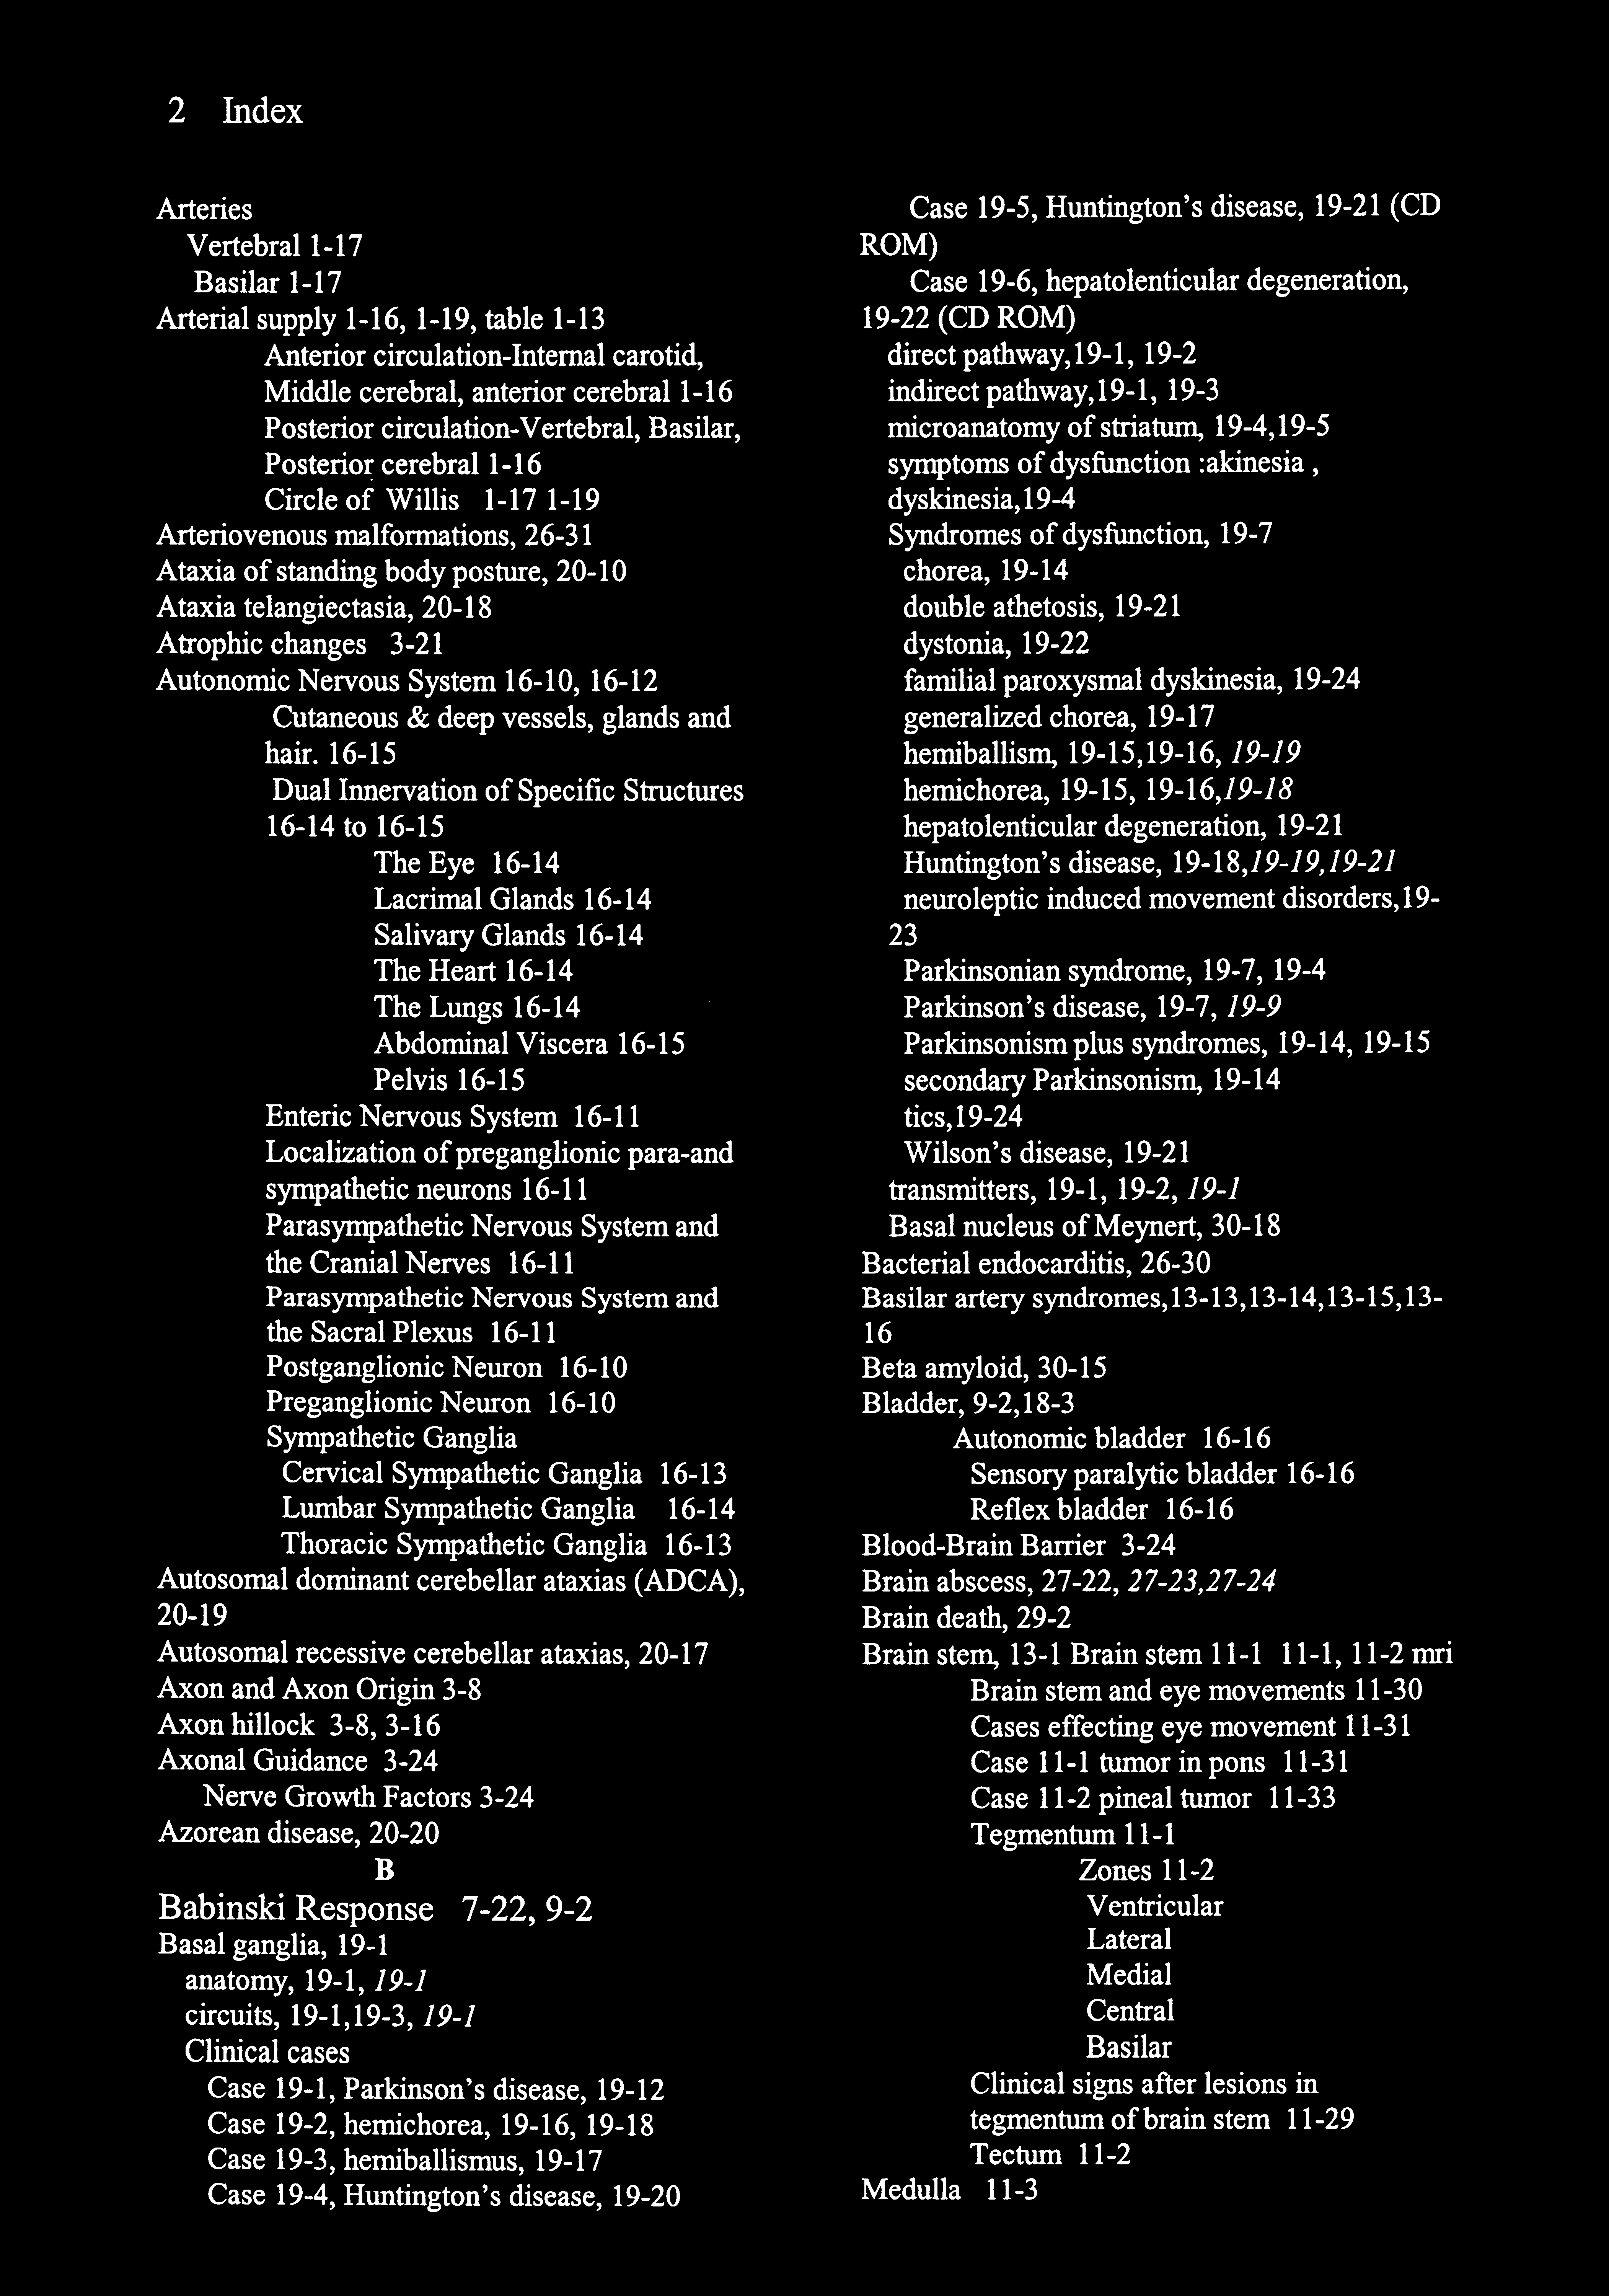 2 Index
Arteries
Vertebral 1-17
Basilar 1-17
Arterial supply 1-16, 1-19, table 1-13
Anterior circulation-Internal carotid,
Middle cerebral, anterior cerebral 1-16
Posterior circulation-Vertebral, Basilar,
Posterior cerebral 1-16
Circle of Willis 1-17 1-19
Arteriovenous malformations, 26-31
Ataxia of standing body posture, 20-10
Ataxia telangiectasia, 20-18
Atrophic changes 3-21
Autonomic Nervous System 16-10, 16-12
Cutaneous & deep vessels, glands and
hair. 16-15
Dual Innervation of Specific Structures
16-14 to 16-15
The Eye 16-14
Lacrimal Glands 16-14
Salivary Glands 16-14
The Heart 16-14
The Lungs 16-14
Abdominal Viscera 16-15
Pelvis 16-15
Enteric Nervous System 16-11
Localization of preganglionic para-and
sympathetic neurons 16-11
Parasympathetic Nervous System and
the Cranial Nerves 16-11
Parasympathetic Nervous System and
the Sacral Plexus 16-11
Postganglionic Neuron 16-10
Preganglionic Neuron 16-10
Sympathetic Ganglia
Cervical Sympathetic Ganglia 16-13
Lumbar Sympathetic Ganglia 16-14
Thoracic Sympathetic Ganglia 16-13
Autosomal dominant cerebellar ataxias (ADCA),
20-19
Autosomal recessive cerebellar ataxias, 20-17
Axon and Axon Origin 3-8
Axon hillock 3-8, 3-16
Axonal Guidance 3-24
Nerve Growth Factors 3-24
Azorean disease, 20-20
B
Babinski Response 7-22, 9-2
Basal ganglia, 19-1
anatomy, 19-1, 19-1
circuits, 19-1,19-3, 19-1
Clinical cases
Case 19-1, Parkinson's disease, 19-12
Case 19-2, hemichorea, 19-16, 19-18
Case 19-3, hemiballismus, 19-17
Case 19-4, Huntington's disease, 19-20
Case 19-5, Huntington's disease, 19-21 (CD
ROM)
Case 19-6, hepatolenticular degeneration,
19-22 (CD ROM)
direct pathway,19-1, 19-2
indirect pathway,19-1, 19-3
microanatomy of striatum, 19-4,19-5
symptoms of dysfunction :akinesia ,
dyskinesia,19-4
Syndromes of dysfunction, 19-7
chorea, 19-14
double athetosis, 19-21
dystonia, 19-22
familial paroxysmal dyskinesia, 19-24
generalized chorea, 19-17
hemiballism, 19-15,19-16, 19-19
hemichorea, 19-15, 19-16,19-18
hepatolenticular degeneration, 19-21
Huntington's disease, 19-18,19-19,19-21
neuroleptic induced movement disorders,19-
23
Parkinsonian syndrome, 19-7, 19-4
Parkinson's disease, 19-7, 19-9
Parkinsonism plus syndromes, 19-14, 19-15
secondary Parkinsonism, 19-14
tics,19-24
Wilson's disease, 19-21
transmitters, 19-1, 19-2, 19-1
Basal nucleus of Meynert, 30-18
Bacterial endocarditis, 26-30
Basilar artery syndromes,13-13,13-14,13-15,13-
16
Beta amyloid, 30-15
Bladder, 9-2,18-3
Autonomic bladder 16-16
Sensory paralytic bladder 16-16
Reflex bladder 16-16
Blood-Brain Barrier 3-24
Brain abscess, 27-22, 27-23,27-24
Brain death, 29-2
Brain stem, 13-1 Brain stem 11-1 11-1, 11-2 mri
Brain stem and eye movements 11-30
Cases effecting eye movement 11-31
Case 11-1 tumor in pons 11-31
Case 11-2 pineal tumor 11-33
Tegmentum 11-1
Zones 11-2
Ventricular
Lateral
Medial
Central
Basilar
Clinical signs after lesions in
tegmentum of brain stem 11-29
Tectum 11-2
Medulla 11-3